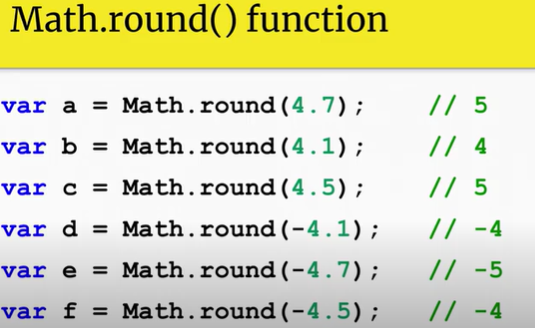 Math.round() function
var a = Math.round(4.7); // 5
var b = Math.round(4.1); // 4
var c = Math.round(4.5); // 5
var d = Math.round(-4.1); // -4
var e = Math.round(-4.7); // -5
var f = Math.round(-4.5); // -4